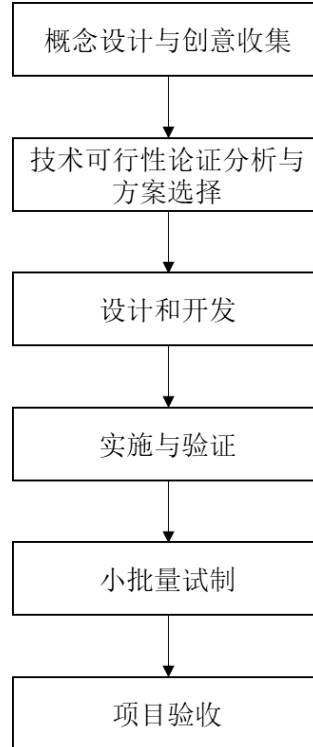 概念设计与创意收集
技术可行性论证分析与
方案选择
设计和开发
实施与验证
小批量试制
项目验收